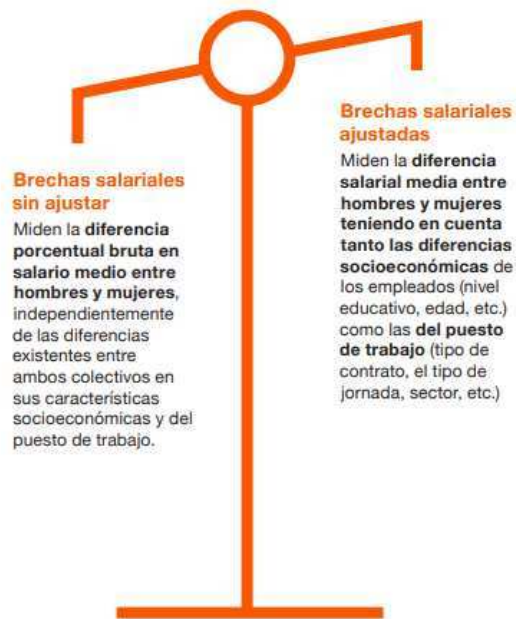 Brechas salariales
sin ajustar
Miden la diferencia
porcentual bruta en
salario medio entre
hombres y mujeres,
independientemente
de las diferencias
existentes entre
ambos colectivos en
sus características
socioeconómicas y del
puesto de trabajo.
Brechas salariales
ajustadas
Miden la diferencia
salarial media entre
hombres y mujeres
teniendo en cuenta
tanto las diferencias
socioeconómicas de
los empleados (nivel
educativo, edad, etc.)
como las del puesto
de trabajo (tipo de
contrato, el tipo de
jornada, sector, etc.)